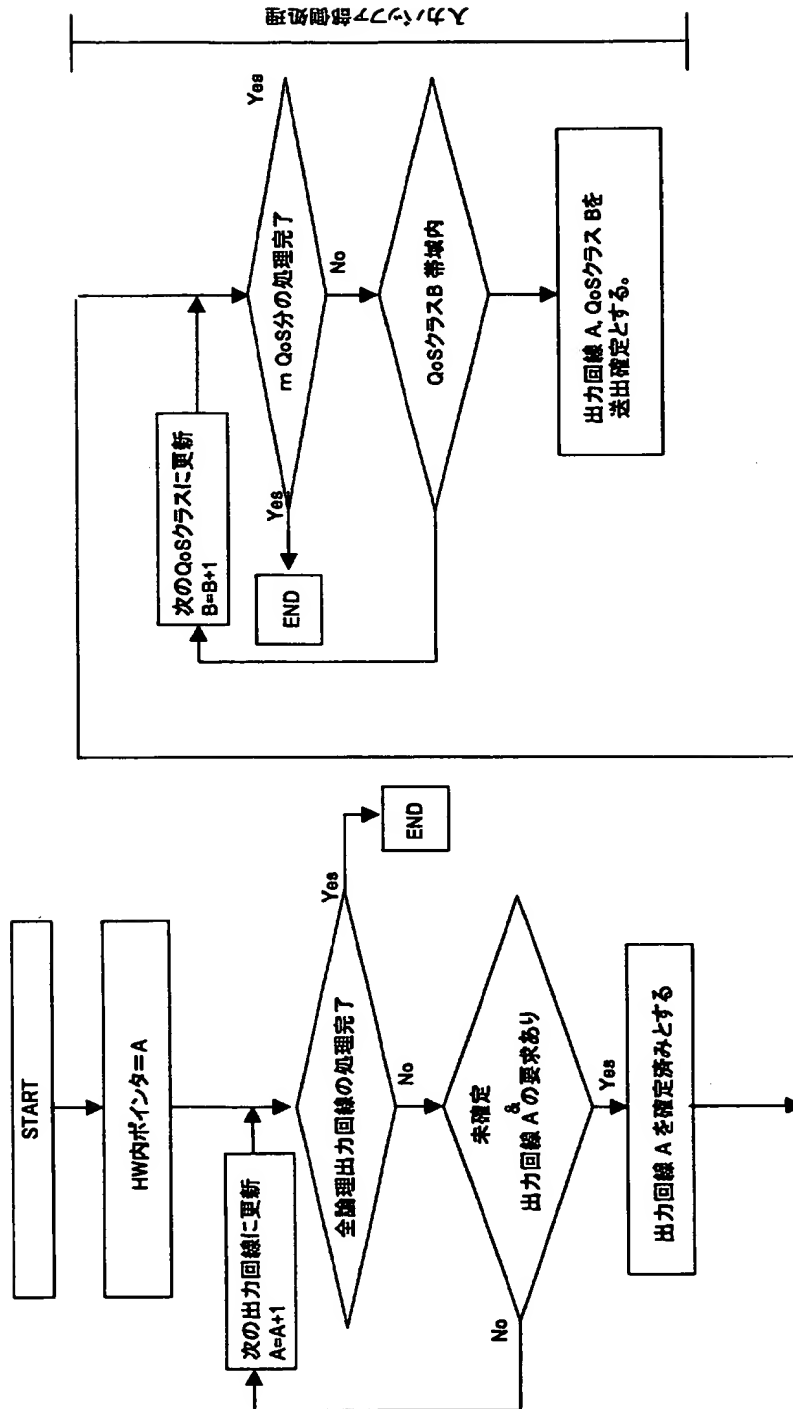 START
HW内ポインタ=A
次の出力回線に更新
A=A+1
全論理出力回線の処理完了
Yes
END
No
未確定
&
出力回線 A の要求あり
No
Yes
出力回線 A を確定済みとする
次のQoSクラスに更新
B=B+1
m QoS分の処理完了
Yes
Yes
END
No
QoSクラスB 帯域内
出力回線 A, QoSクラス Bを
送出確定とする。
入力バッファ部側処理